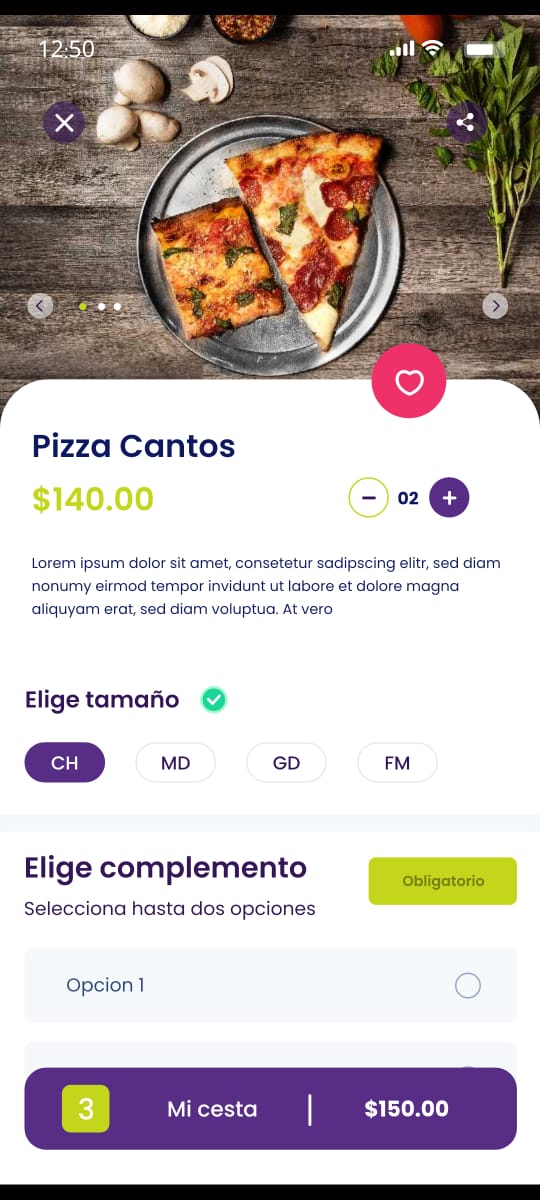 12:50
Pizza Cantos
$140.00
02
Lorem ipsum dolor sit amet, consetetur sadipscing elitr, sed diam
nonumy eirmod tempor invidunt ut labore et dolore magna
aliquyam erat, sed diam voluptua. At vero
Elige tamaño
CH MD GD FM
Elige complemento
Obligatorio
Selecciona hasta dos opciones
Opcion 1
3 Mi cesta | $150.00